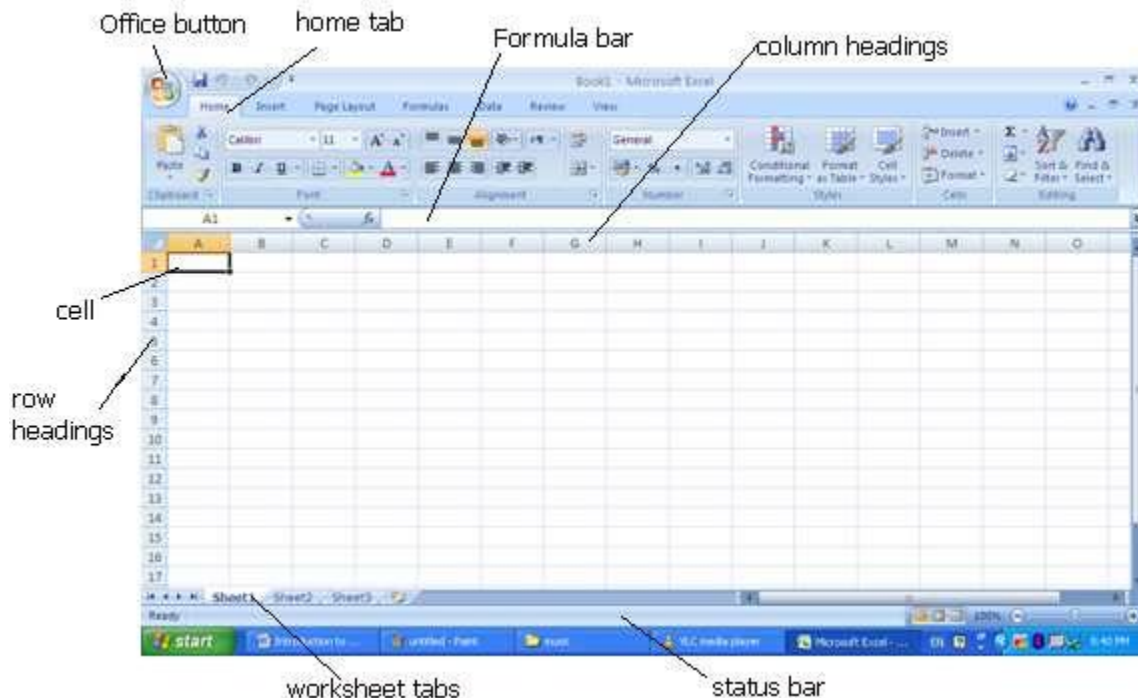 Office button
home tab
Formula bar
column headings
Book1 - Microsoft Excel
Home Insert Page Layout Formulas Data Review View
Paste
Calibri 11
General
Conditional Formatting
Format as Table
Cell Styles
Insert
Delete
Format
Sort & Filter
Find & Select
Clipboard Font Alignment Number Styles Cells Editing
A1 fx
A B C D E F G H I J K L M N O
1
cell
2
3
4
5
6
7
row
headings
8
9
10
11
12
13
14
15
16
17
Sheet1 Sheet2 Sheet3
Ready 100%
start untitled - Paint VLC media player Microsoft Excel - ... EN
worksheet tabs
status bar